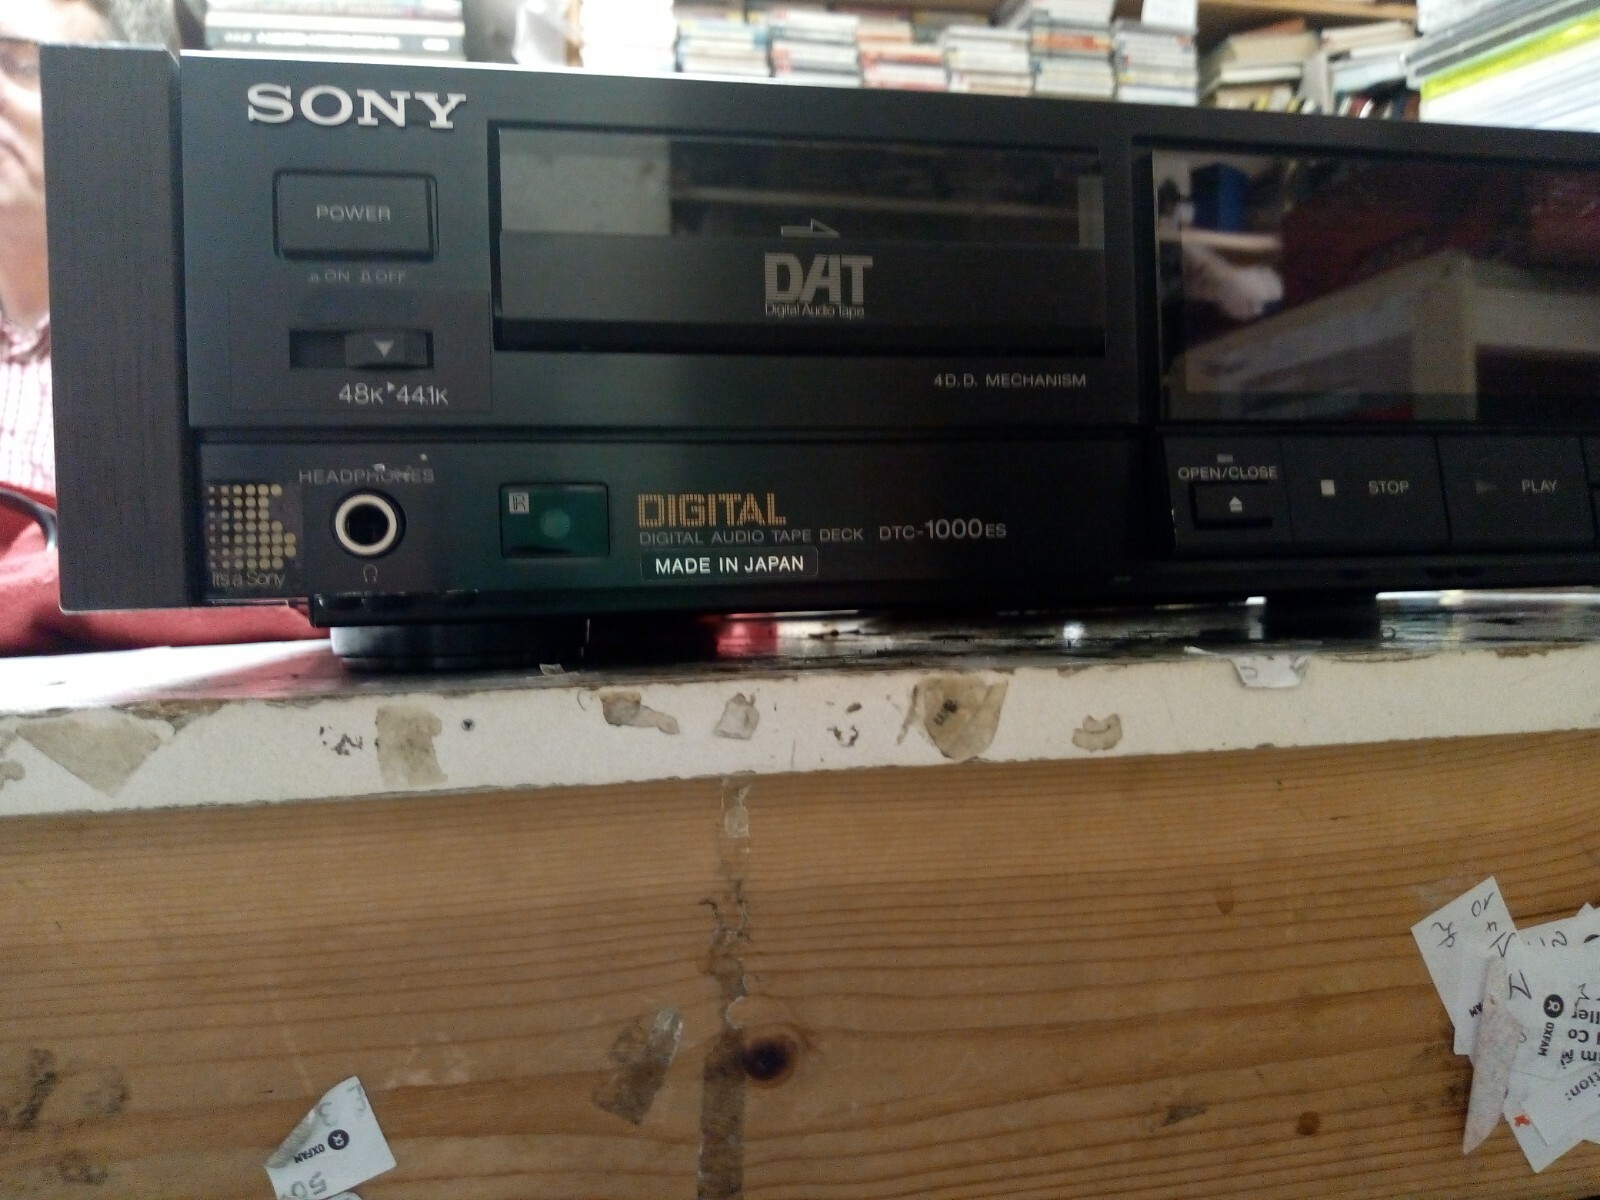 SONY
POWER
ON OFF
DAT
Digital Audio Tape
48K 44.1K
4D.D. MECHANISM
HEADPHONES
R
DIGITAL
DIGITAL AUDIO TAPE DECK DTC-1000ES
MADE IN JAPAN
It's a Sony
OPEN/CLOSE
STOP
PLAY
OXFAM
50
OXFAM